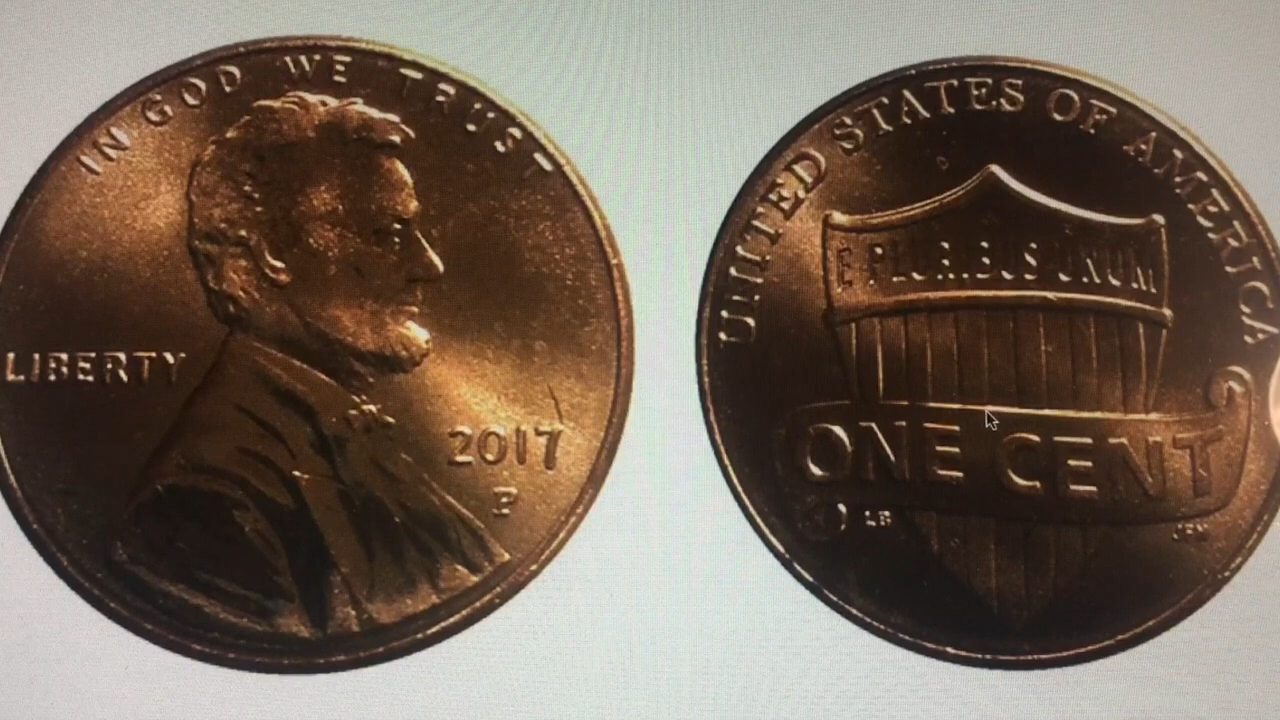 IN GOD WE TRUST
LIBERTY
2017
P
UNITED STATES OF AMERICA
E PLURIBUS UNUM
ONE CENT
LB
JFM